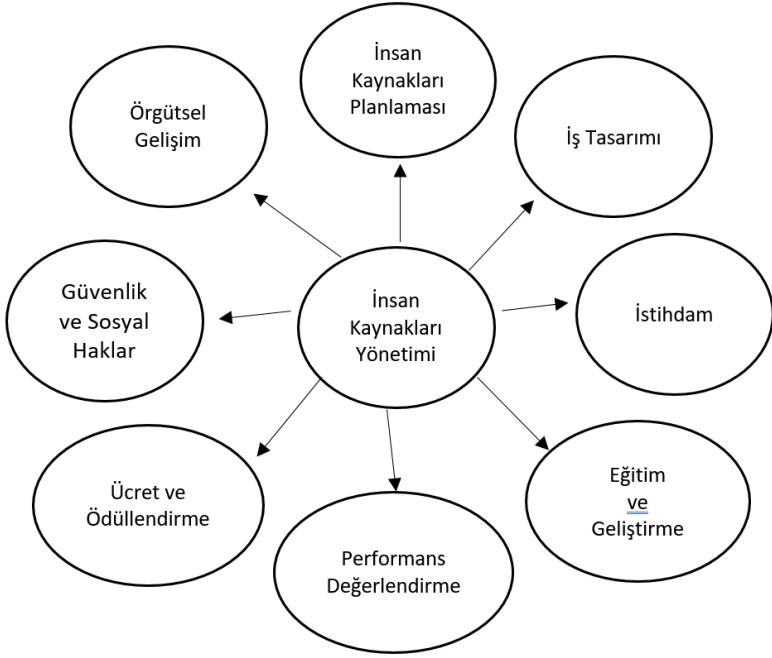 İnsan
Kaynakları
Planlaması
Örgütsel
Gelişim
İş Tasarımı
Güvenlik
ve Sosyal
Haklar
İnsan
Kaynakları
Yönetimi
İstihdam
Ücret ve
Ödüllendirme
Eğitim
ve
Geliştirme
Performans
Değerlendirme